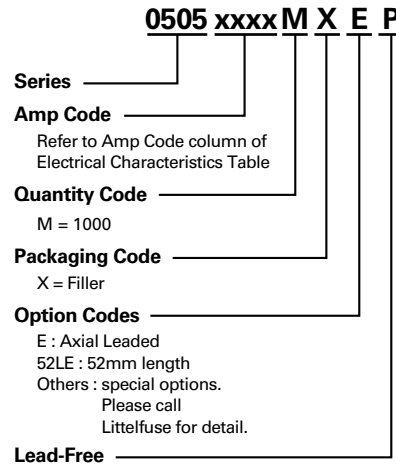 0505 xxxx M X E P
Series
Amp Code
Refer to Amp Code column of
Electrical Characteristics Table
Quantity Code
M = 1000
Packaging Code
X = Filler
Option Codes
E : Axial Leaded
52LE : 52mm length
Others : special options.
Please call
Littelfuse for detail.
Lead-Free